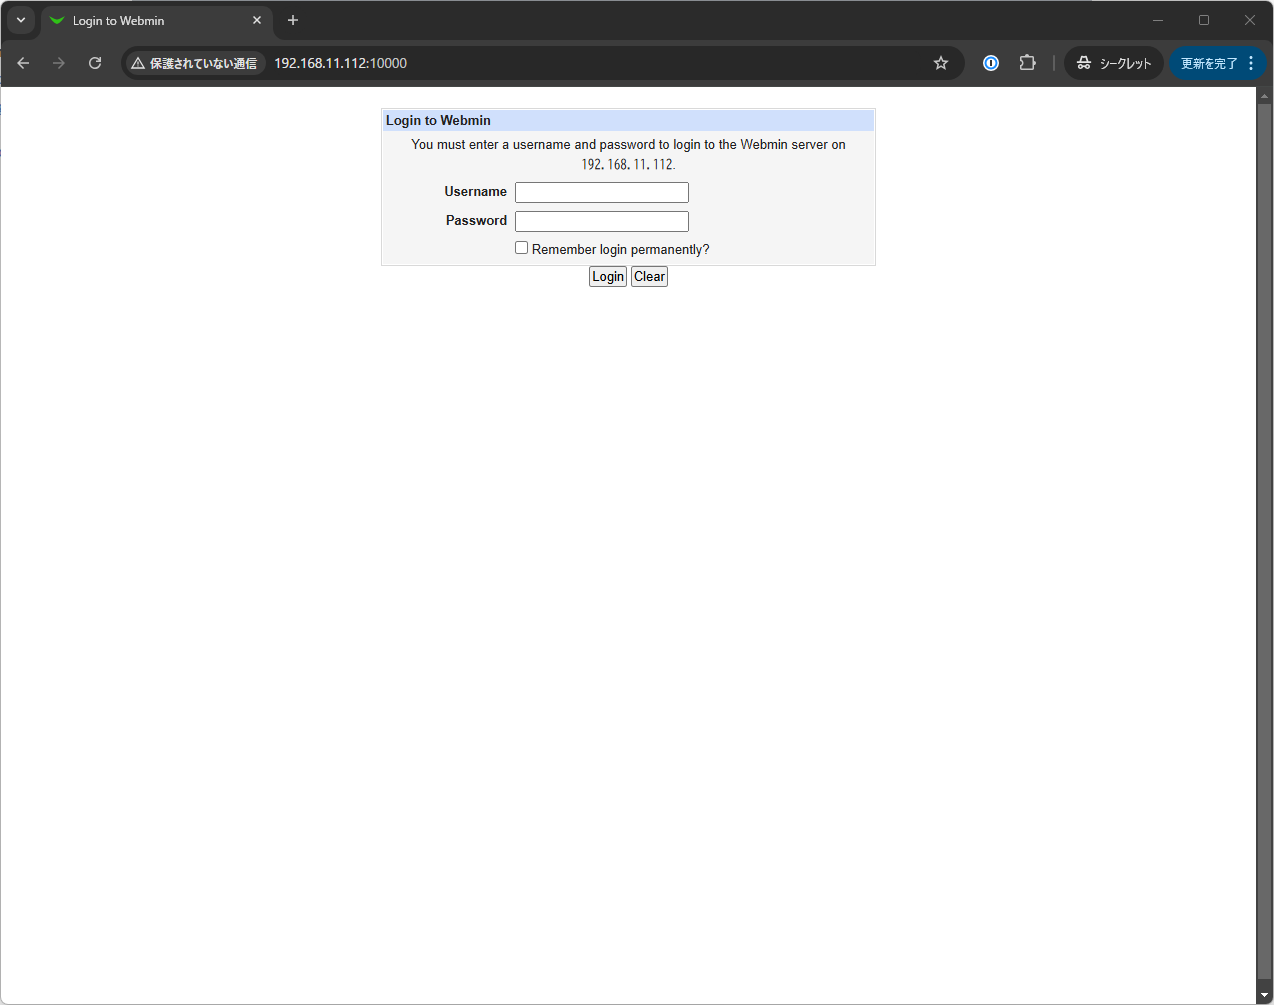 Login to Webmin
保護されていない通信 192.168.11.112:10000 シークレット 更新を完了
Login to Webmin
You must enter a username and password to login to the Webmin server on
192.168.11.112.
Username
Password
Remember login permanently?
Login Clear